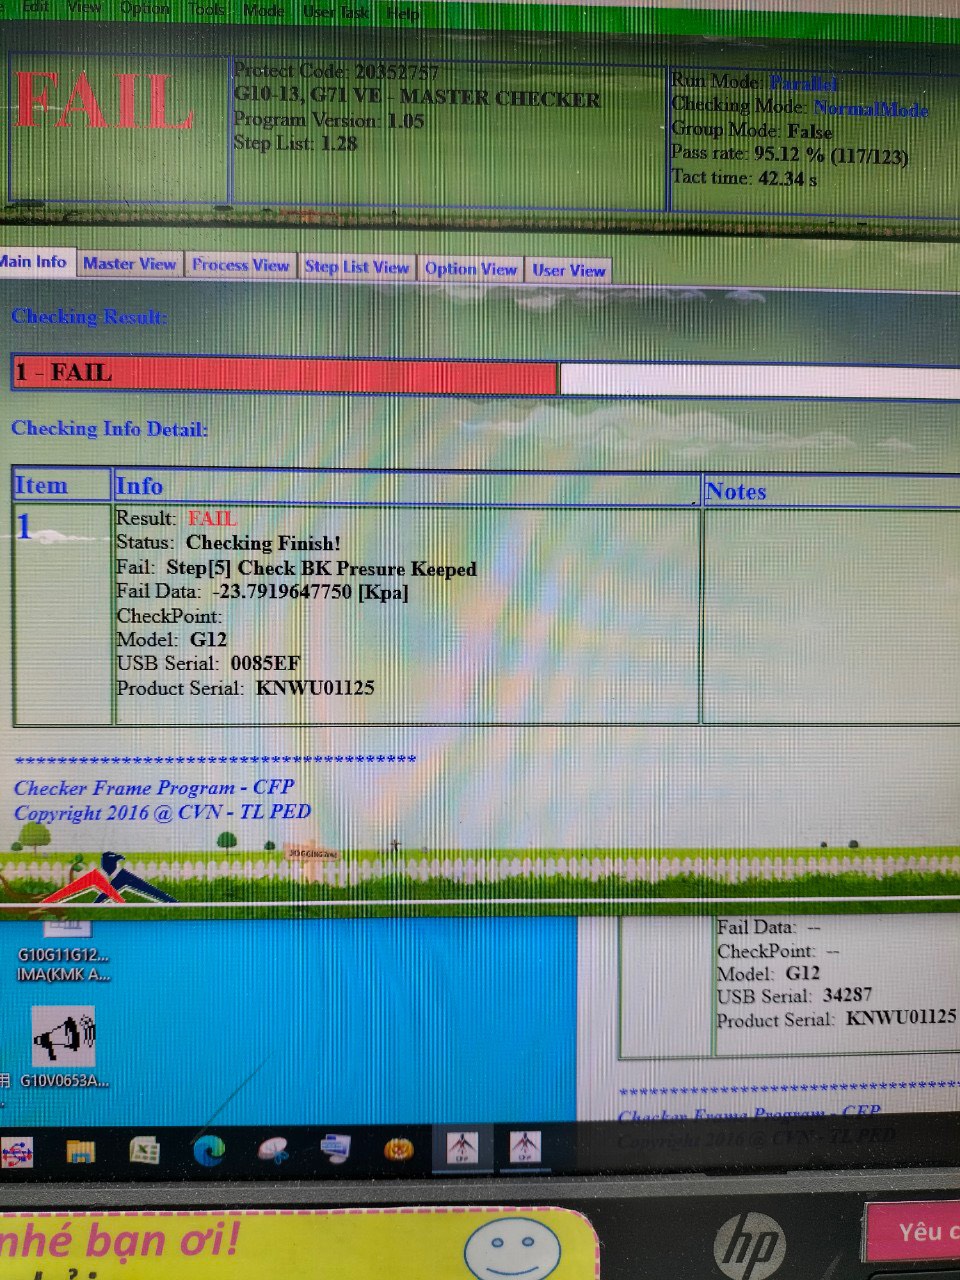 Edit View Option Tools Mode User Task Help
FAIL
Protect Code: 20352757
G10-13, G71 VE - MASTER CHECKER
Program Version: 1.05
Step List: 1.28
Run Mode: Parallel
Checking Mode: NormalMode
Group Mode: False
Pass rate: 95.12 % (117/123)
Tact time: 42.34 s
Main Info Master View Process View Step List View Option View User View
Checking Result:
1 - FAIL
Checking Info Detail:
Item Info Notes
1
Result: FAIL
Status: Checking Finish!
Fail: Step[5] Check BK Presure Keeped
Fail Data: -23.7919647750 [Kpa]
CheckPoint:
Model: G12
USB Serial: 0085EF
Product Serial: KNWU01125
**************************************
Checker Frame Program - CFP
Copyright 2016 @ CVN - TL PED
JOGGING
G10G11G12...
IMA(KMK A...
用 G10V0653A...
Fail Data: --
CheckPoint: --
Model: G12
USB Serial: 34287
Product Serial: KNWU01125
Checker Frame Program - CFP
Copyright 2016 @ CVN - TL PED
CFP
CFP
nhé bạn ơi!
hp
Yêu c